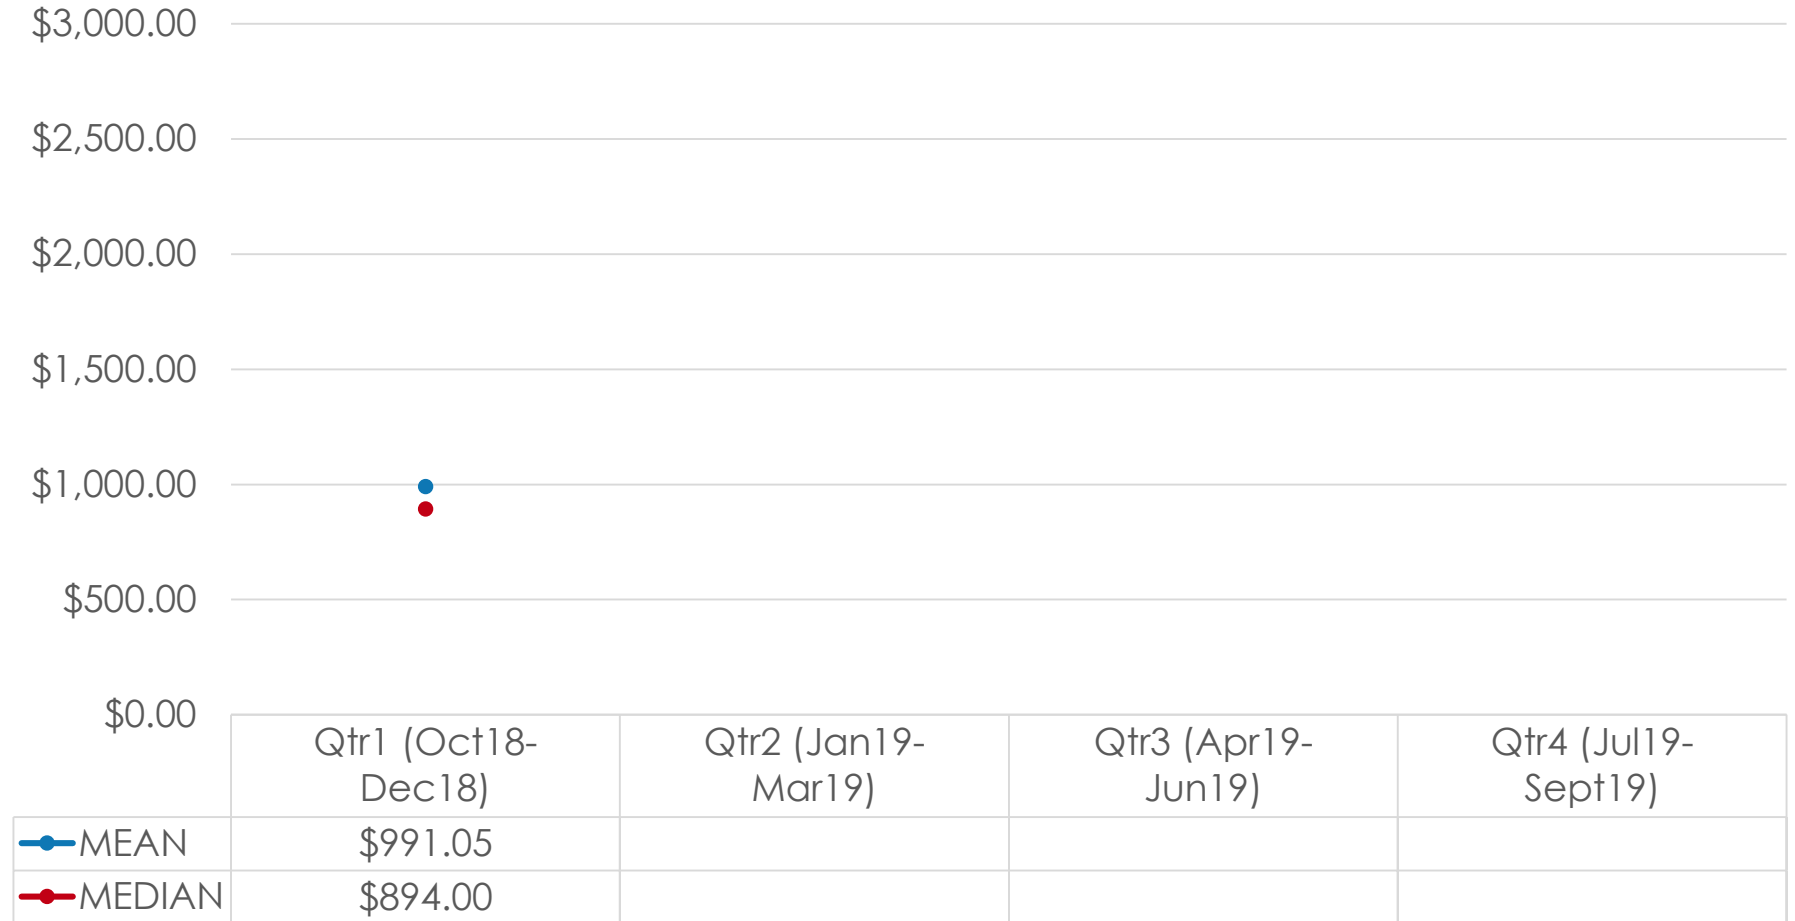 $3,000.00
$2,500.00
$2,000.00
$1,500.00
$1,000.00
$500.00
$0.00
Qtr1 (Oct18-
Dec18)
Qtr2 (Jan19-
Mar19)
Qtr3 (Apr19-
Jun19)
Qtr4 (Jul19-
Sept19)
MEAN $991.05
MEDIAN $894.00